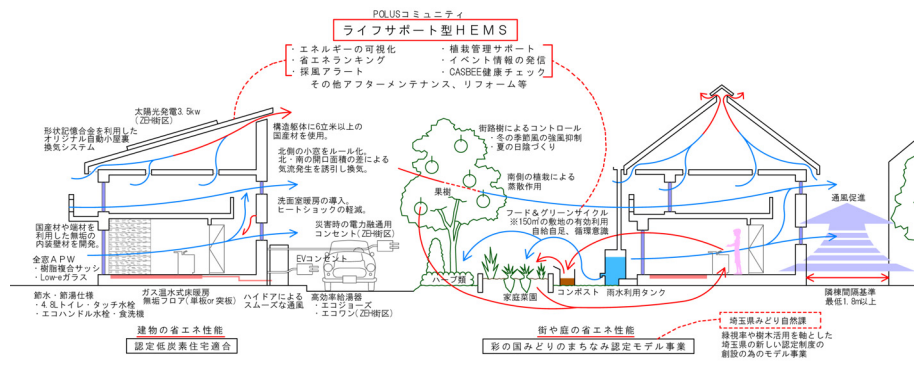 POLUSコミュニティ
ライフサポート型HEMS
・エネルギーの可視化
・省エネランキング
・採風アラート
・植栽管理サポート
・イベント情報の発信
・CASBEE健康チェック
その他アフターメンテナンス、リフォーム等
太陽光発電3.5kw
(ZEH街区)
形状記憶合金を利用した
オリジナル自動小屋裏
換気システム
構造躯体に6立米以上の
国産材を使用。
北側の小窓をルール化、
北・南の開口面積の差による
気流発生を誘引し換気。
洗面室暖房の導入。
ヒートショックの軽減。
国産材や端材を
利用した無垢の
内装壁材を開発。
全窓APW
・樹脂複合サッシ
・Low-eガラス
災害時の電力融通用
コンセント(ZEH街区)
EVコンセント
節水・節湯仕様
・4.8Lトイレ・タッチ水栓
・エコハンドル水栓・食洗機
ガス温水式床暖房
無垢フロア(単板or突板)
ハイドアによる
スムーズな通風
高効率給湯器
・エコジョーズ
・エコワン(ZEH街区)
建物の省エネ性能
認定低炭素住宅適合
街路樹によるコントロール
・冬の季節風の強風抑制
・夏の日陰づくり
果樹
南側の植栽による
蒸散作用
フード&グリーンサイクル
※150㎡の敷地の有効利用
自給自足、循環意識
ハーブ類
家庭菜園
コンポスト
雨水利用タンク
通風促進
隣棟間隔基準
最低1.8m以上
街や庭の省エネ性能
彩の国みどりのまちなみ認定モデル事業
埼玉県みどり自然課
緑視率や樹木活用を軸とした
埼玉県の新しい認定制度の
創設の為のモデル事業